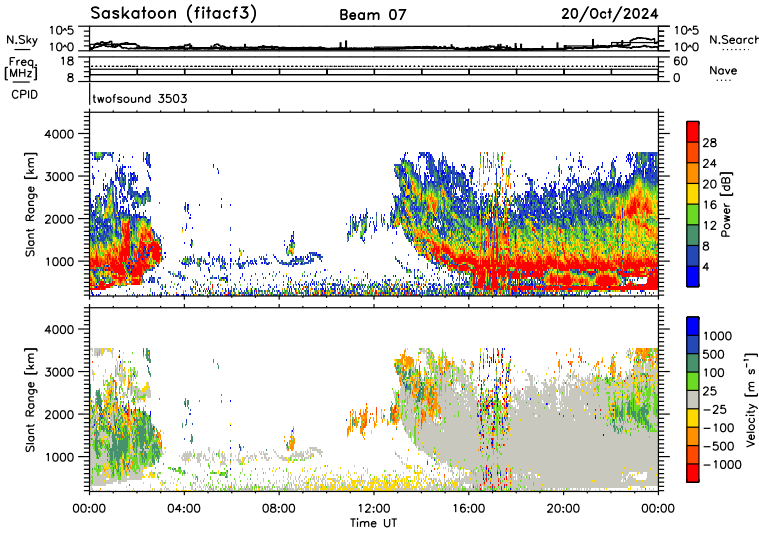 Saskatoon (fitacf3) Beam 07 20/Oct/2024
N.Sky 10^5 10^0 10^5 10^0 N.Search
Freq. [MHz] 18 8 60 0 Nave
CPID twofsound 3503
Slant Range [km]
4000
3000
2000
1000
Power [dB]
28
24
20
16
12
8
4
Slant Range [km]
4000
3000
2000
1000
Velocity [m s⁻¹]
1000
500
100
25
−25
−100
−500
−1000
00:00 04:00 08:00 12:00 16:00 20:00 00:00
Time UT